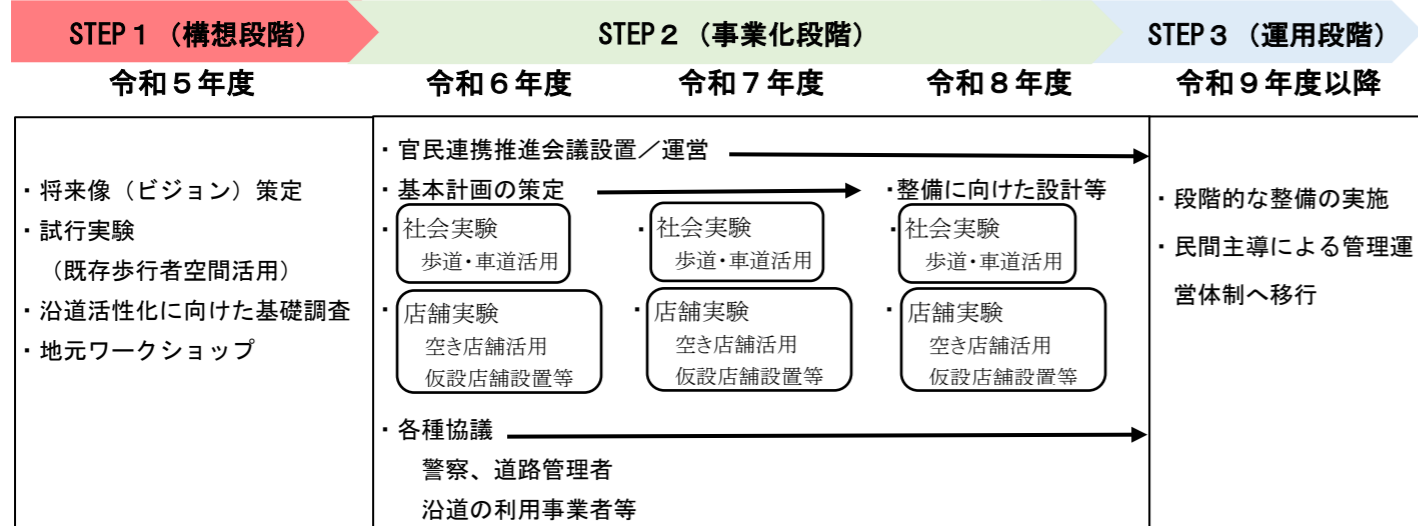 STEP１（構想段階）
STEP２（事業化段階）
STEP３（運用段階）
令和５年度
令和６年度
令和７年度
令和８年度
令和９年度以降
・将来像（ビジョン）策定
・試行実験
（既存歩行者空間活用）
・沿道活性化に向けた基礎調査
・地元ワークショップ
・官民連携推進会議設置／運営
・基本計画の策定
・整備に向けた設計等
・社会実験
歩道・車道活用
・店舗実験
空き店舗活用
仮設店舗設置等
・社会実験
歩道・車道活用
・店舗実験
空き店舗活用
仮設店舗設置等
・社会実験
歩道・車道活用
・店舗実験
空き店舗活用
仮設店舗設置等
・各種協議
警察、道路管理者
沿道の利用事業者等
・段階的な整備の実施
・民間主導による管理運
営体制へ移行